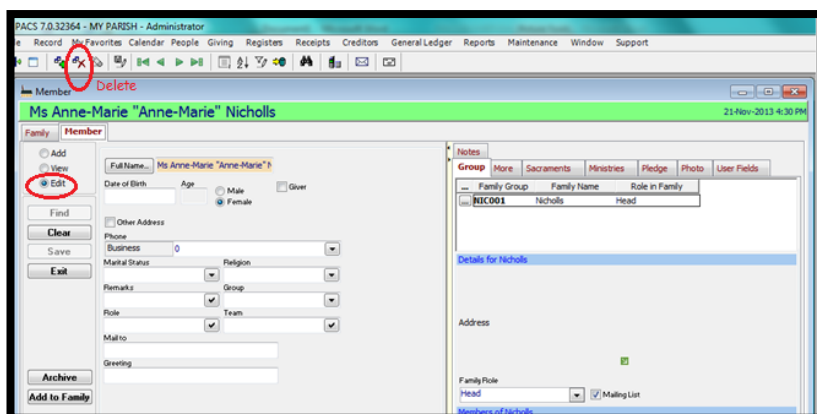 PACS 7.0.32364 - MY PARISH - Administrator
Record My Favorites Calendar People Giving Registers Receipts Creditors General Ledger Reports Maintenance Window Support
Delete
Member
Ms Anne-Marie "Anne-Marie" Nicholls
21-Nov-2013 4:30 PM
Family Member
Add
View
Edit
Find
Clear
Save
Exit
Archive
Add to Family
Full Name... Ms Anne-Marie "Anne-Marie" N
Date of Birth Age Male Female Giver
Other Address
Phone
Business 0
Marital Status Religion
Remarks Group
Role Team
Mail to
Greeting
Notes
Group More Sacraments Ministries Pledge Photo User Fields
... Family Group Family Name Role in Family
... NIC001 Nicholls Head
Details for Nicholls
Address
Family Role
Head Mailing List
Members of Nicholls